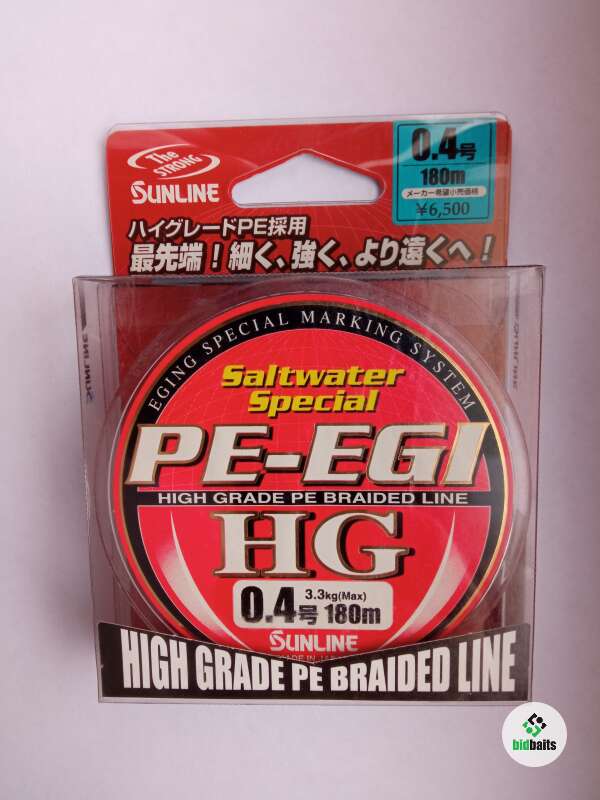 The
STRONG
SUNLINE
0.4号
180m
メーカー希望小売価格
¥6,500
ハイグレードPE採用
最先端！細く、強く、より遠くへ！
EGING SPECIAL MARKING SYSTEM
Saltwater
Special
PE-EGI
HIGH GRADE PE BRAIDED LINE
HG
3.3kg(Max)
0.4号 180m
SUNLINE
HIGH GRADE PE BRAIDED LINE
SUNLINE
bidbaits